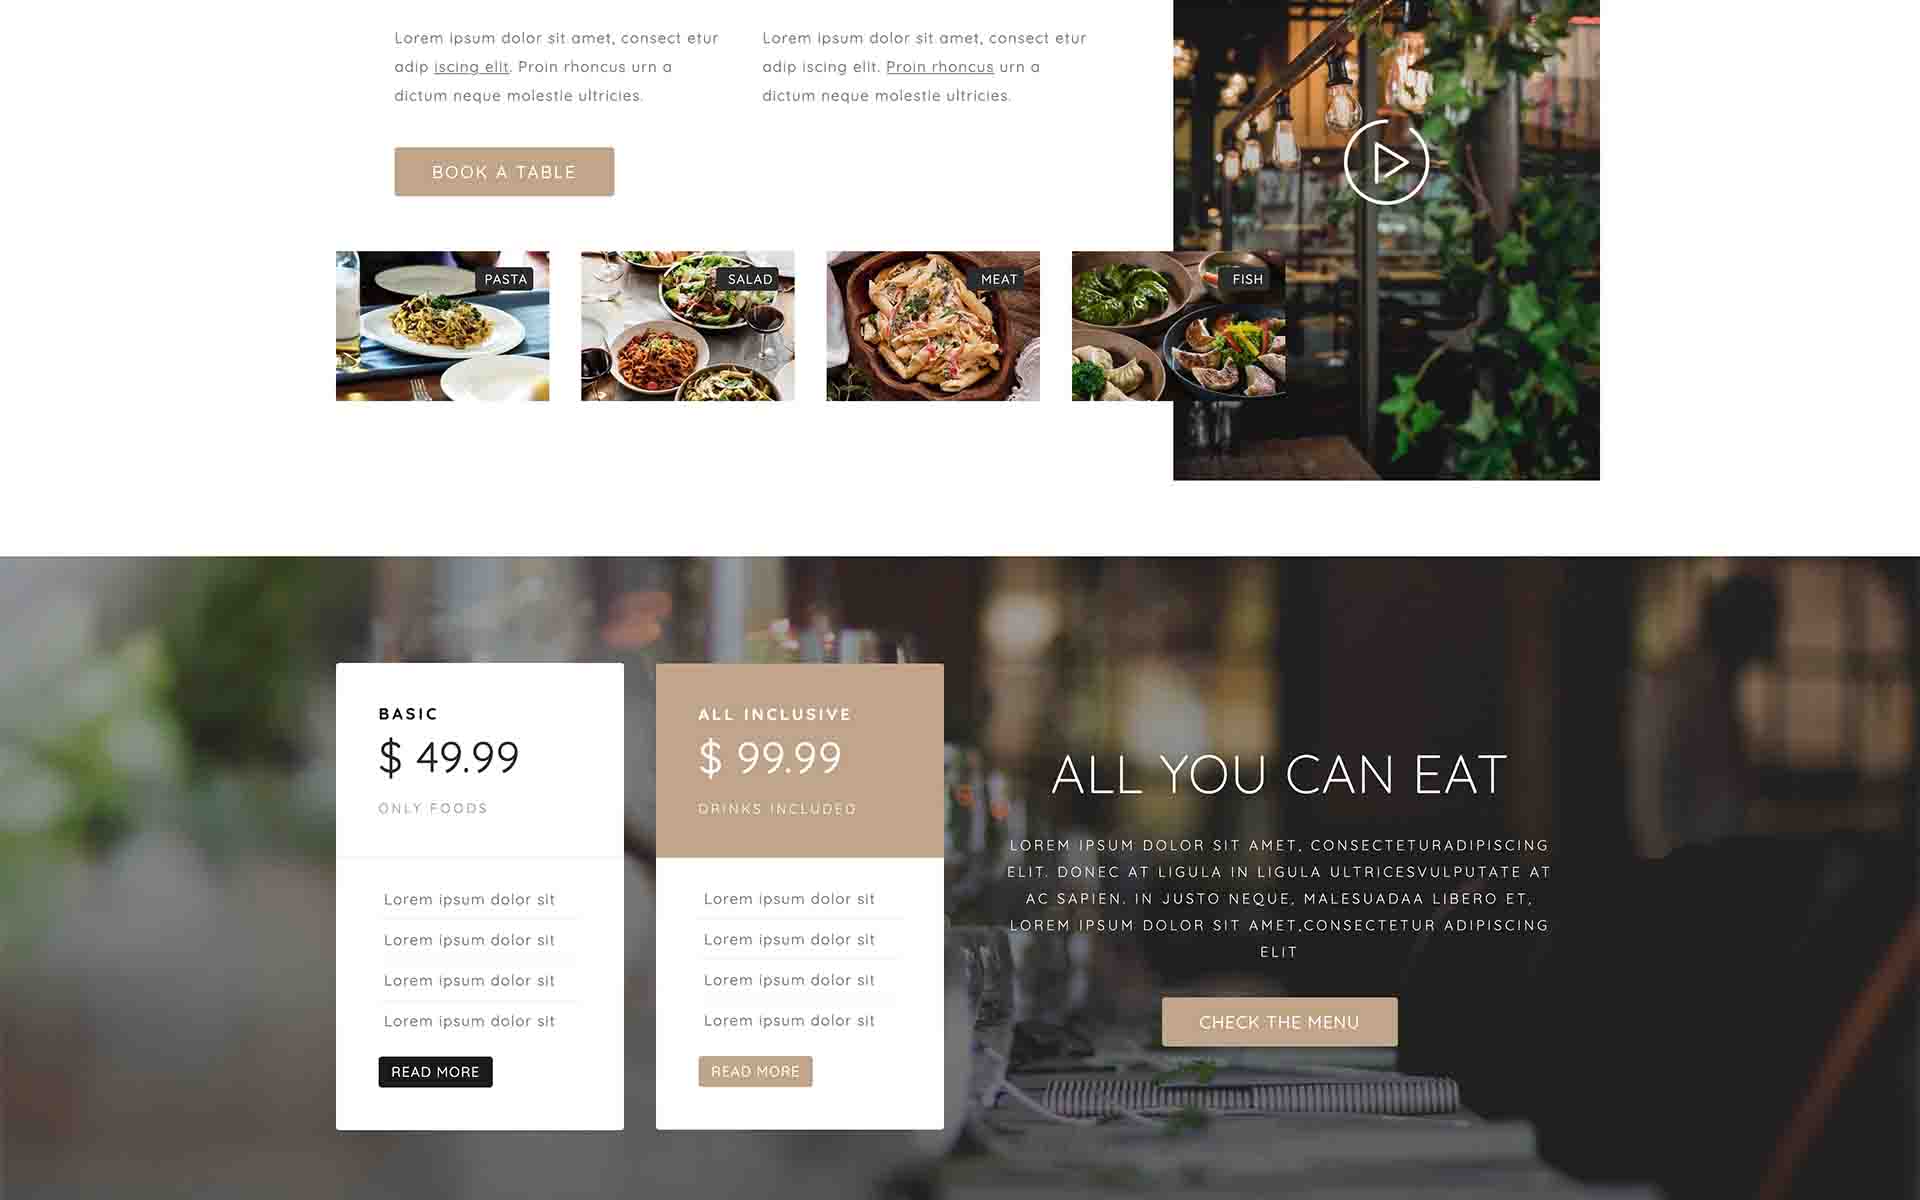 Lorem ipsum dolor sit amet, consect etur
adip iscing elit. Proin rhoncus urn a
dictum neque molestie ultricies.
Lorem ipsum dolor sit amet, consect etur
adip iscing elit. Proin rhoncus urn a
dictum neque molestie ultricies.
BOOK A TABLE
PASTA
SALAD
MEAT
FISH
BASIC
$ 49.99
ONLY FOODS
Lorem ipsum dolor sit
Lorem ipsum dolor sit
Lorem ipsum dolor sit
Lorem ipsum dolor sit
READ MORE
ALL INCLUSIVE
$ 99.99
DRINKS INCLUDED
Lorem ipsum dolor sit
Lorem ipsum dolor sit
Lorem ipsum dolor sit
Lorem ipsum dolor sit
READ MORE
ALL YOU CAN EAT
LOREM IPSUM DOLOR SIT AMET, CONSECTETURADIPISCING
ELIT. DONEC AT LIGULA IN LIGULA ULTRICESVULPUTATE AT
AC SAPIEN. IN JUSTO NEQUE, MALESUADAA LIBERO ET,
LOREM IPSUM DOLOR SIT AMET,CONSECTETUR ADIPISCING
ELIT
CHECK THE MENU